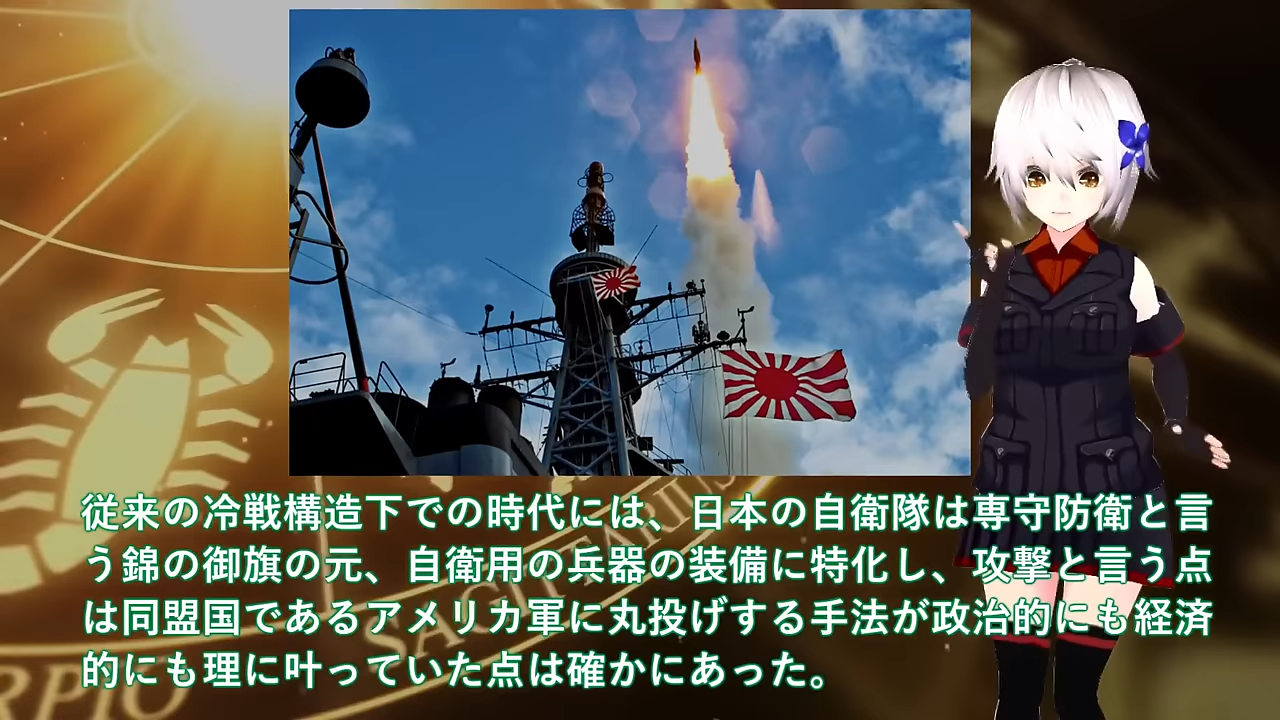 従来の冷戦構造下での時代には、日本の自衛隊は専守防衛と言
う錦の御旗の元、自衛用の兵器の装備に特化し、攻撃と言う点
は同盟国であるアメリカ軍に丸投げする手法が政治的にも経済
的にも理に叶っていた点は確かにあった。